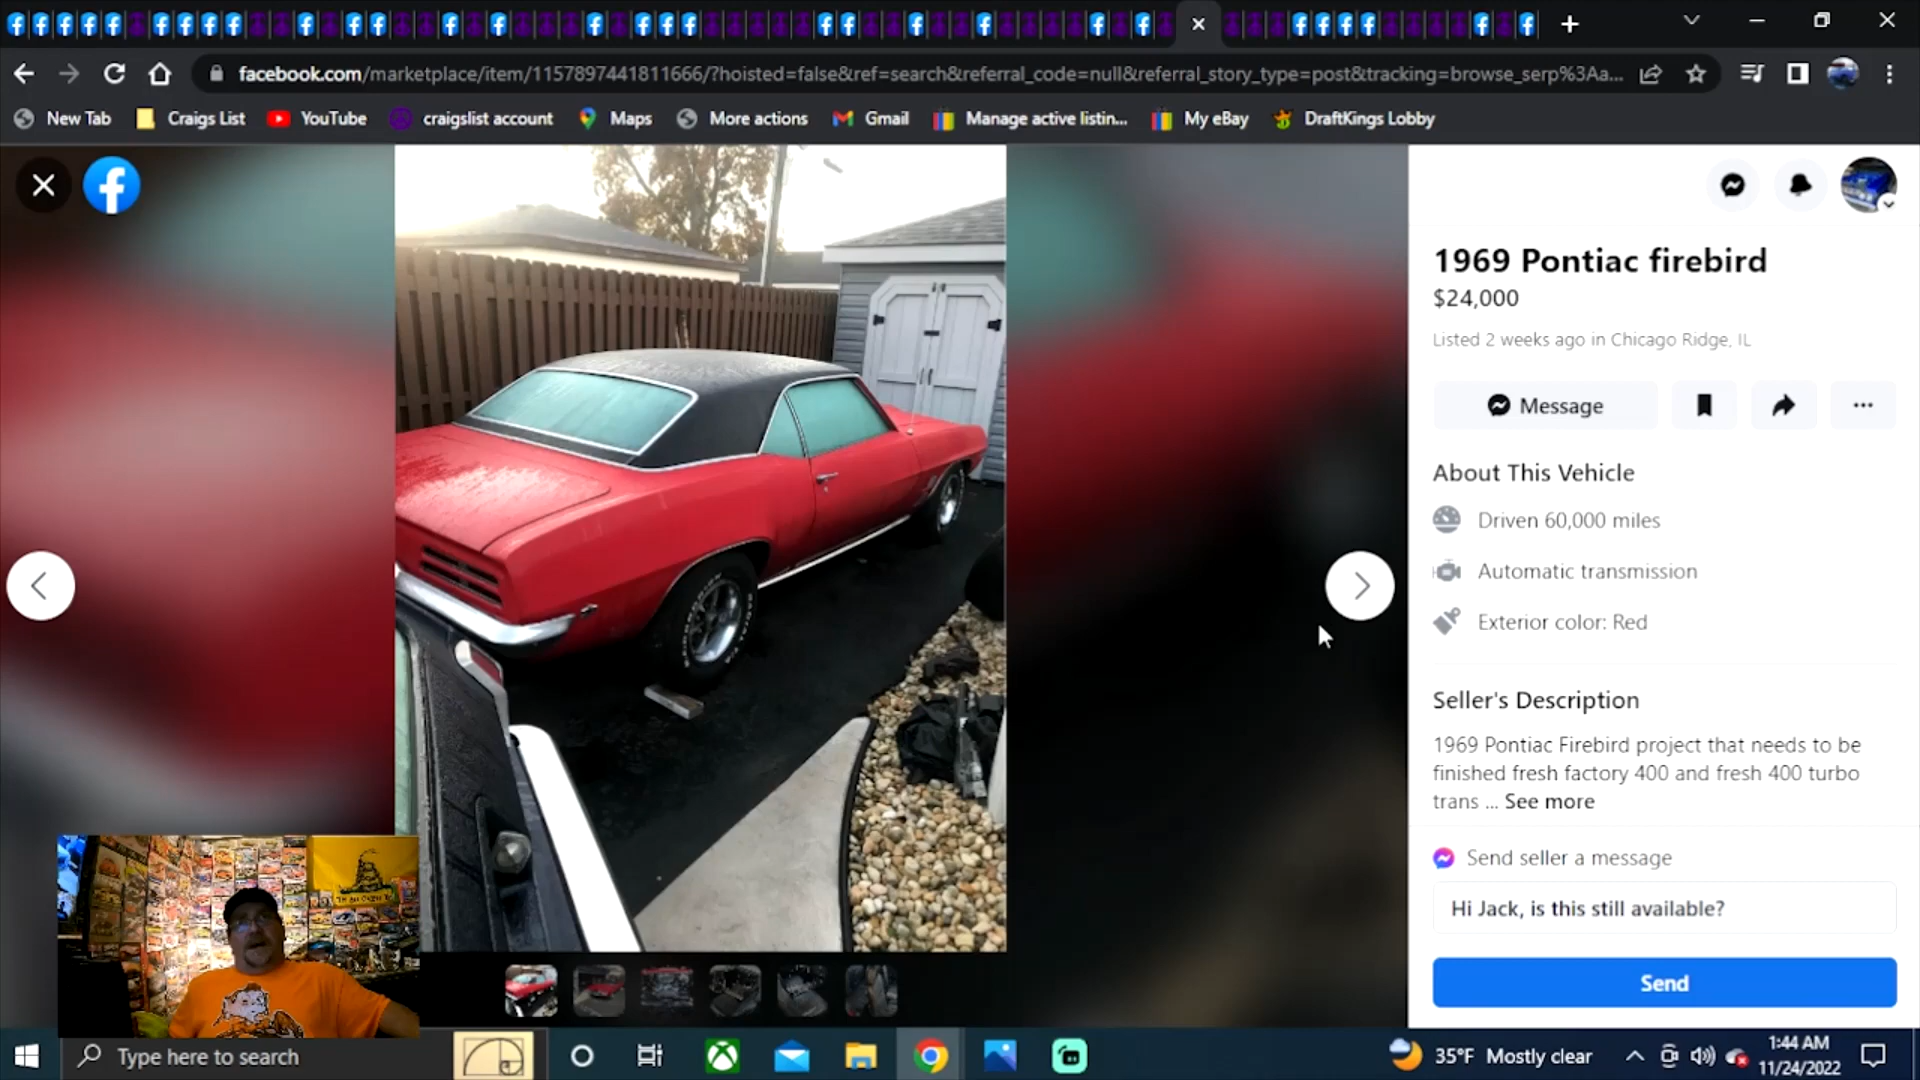 facebook.com/marketplace/item/1157897441811666/?hoisted=false&ref=search&referral_code=null&referral_story_type=post&tracking=browse_serp%3Aa...
New Tab
Craigs List
YouTube
craigslist account
Maps
More actions
Gmail
Manage active listin...
My eBay
DraftKings Lobby
1969 Pontiac firebird
$24,000
Listed 2 weeks ago in Chicago Ridge, IL
Message
About This Vehicle
Driven 60,000 miles
Automatic transmission
Exterior color: Red
Seller's Description
1969 Pontiac Firebird project that needs to be
finished fresh factory 400 and fresh 400 turbo
trans ... See more
Send seller a message
Hi Jack, is this still available?
Send
Type here to search
35°F Mostly clear
1:44 AM
11/24/2022